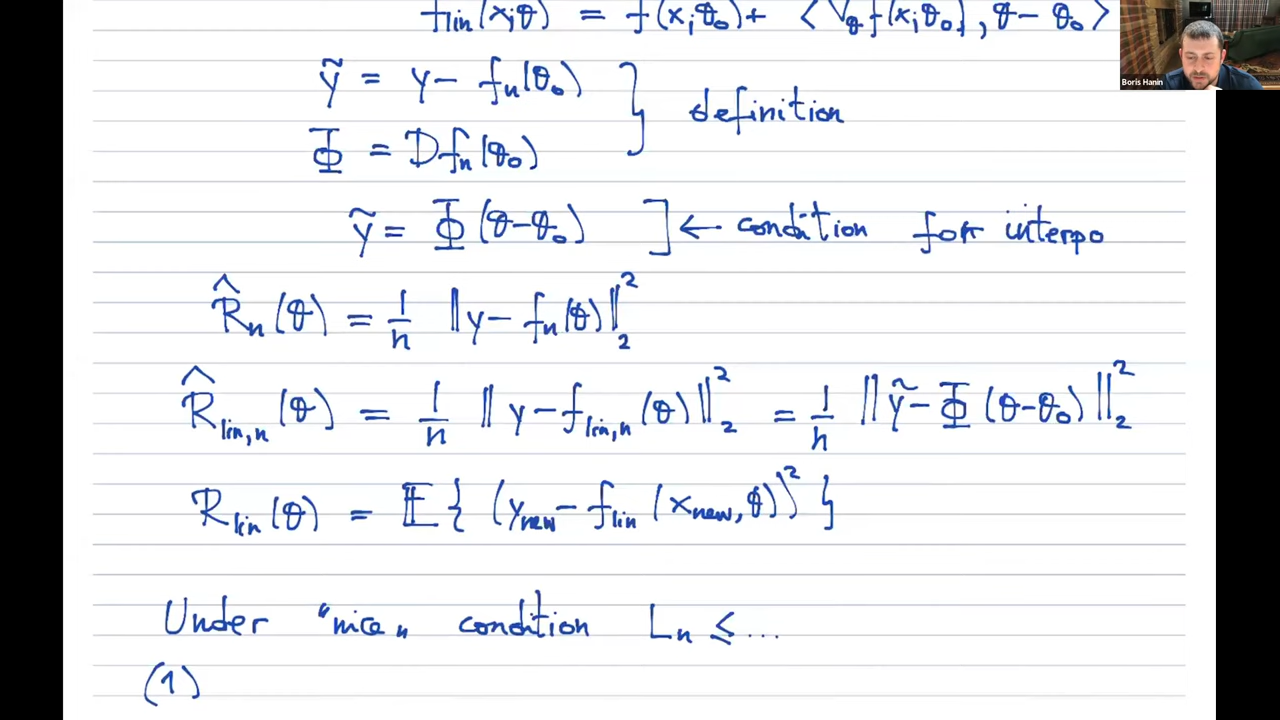 f_lin(x;θ) = f(x;θ₀) + ⟨∇_θ f(x;θ₀), θ − θ₀⟩
Boris Hanin
ỹ = y − f_n(θ₀) } definition
Φ = Df_n(θ₀)
ỹ = Φ(θ−θ₀) ] ← condition for interpo
R̂_n(θ) = 1/n ‖y − f_n(θ)‖₂²
R̂_lin,n(θ) = 1/n ‖y − f_lin,n(θ)‖₂² = 1/n ‖ỹ − Φ(θ−θ₀)‖₂²
R_lin(θ) = 𝔼{(y_new − f_lin(x_new, θ))²}
Under "nice" condition L_n ≤ ...
(1)